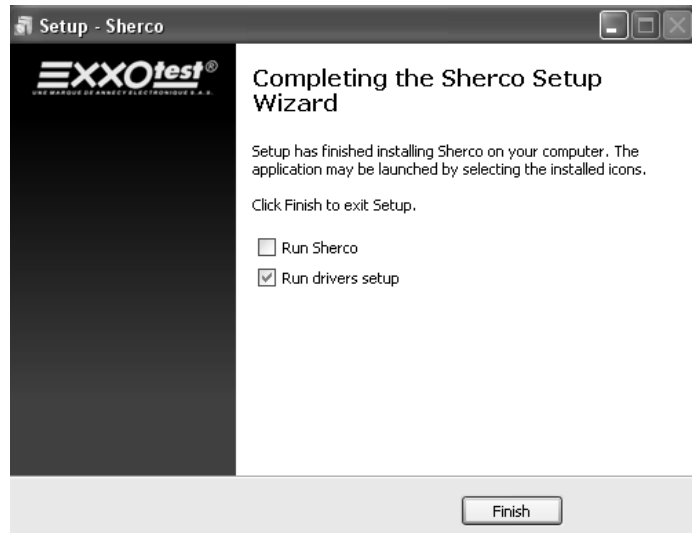 Setup - Sherco
EXXOtest®
UNE MARQUE DE ANNECY ELECTRONIQUE S.A.S.
Completing the Sherco Setup
Wizard
Setup has finished installing Sherco on your computer. The
application may be launched by selecting the installed icons.
Click Finish to exit Setup.
Run Sherco
Run drivers setup
Finish